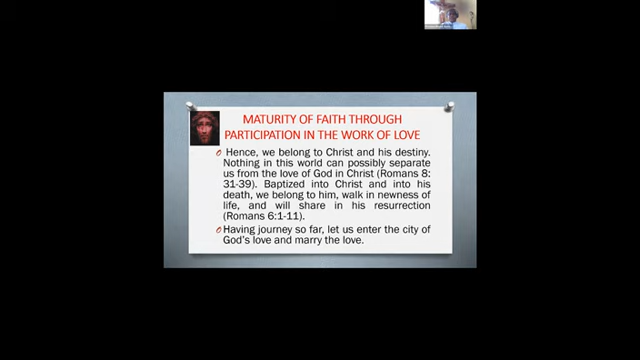 MATURITY OF FAITH THROUGH
PARTICIPATION IN THE WORK OF LOVE
Hence, we belong to Christ and his destiny.
Nothing in this world can possibly separate
us from the love of God in Christ (Romans 8:
31-39). Baptized into Christ and into his
death, we belong to him, walk in newness of
life, and will share in his resurrection
(Romans 6:1-11).
Having journey so far, let us enter the city of
God's love and marry the love.